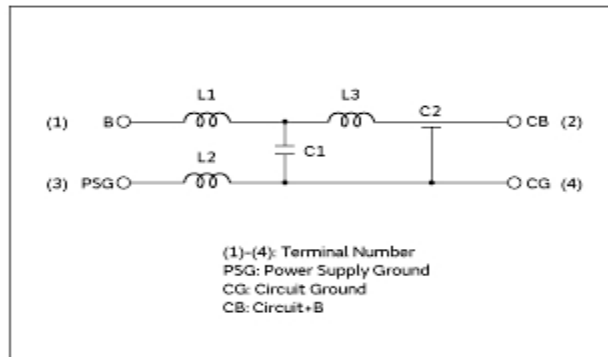 L1
L3
C2
(1)
B
CB
(2)
C1
L2
(3)
PSG
CG
(4)
(1)-(4): Terminal Number
PSG: Power Supply Ground
CG: Circuit Ground
CB: Circuit+B